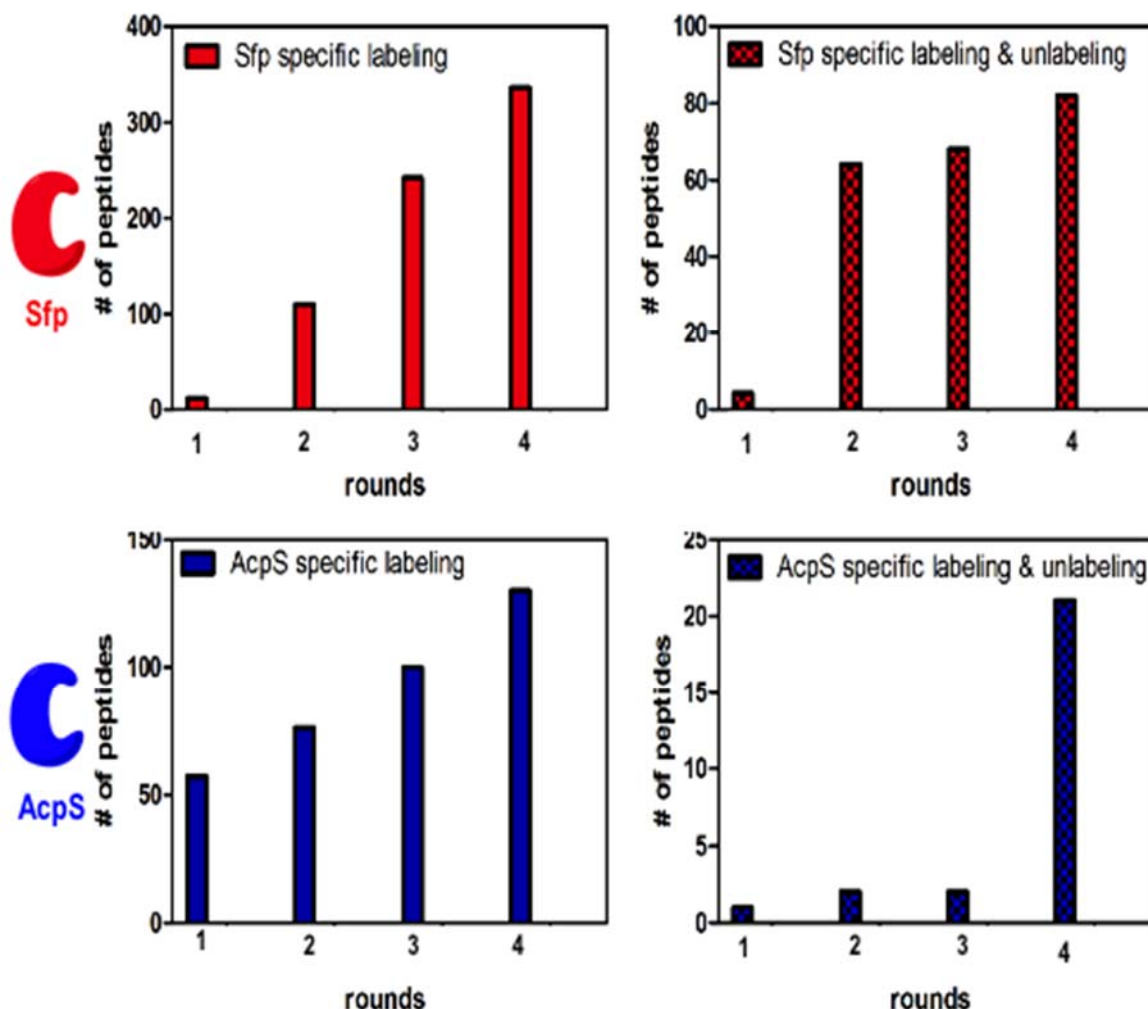 400
300
200
100
0
# of peptides
Sfp specific labeling
1 2 3 4
rounds
100
80
60
40
20
0
# of peptides
Sfp specific labeling & unlabeling
1 2 3 4
rounds
Sfp
150
100
50
0
# of peptides
AcpS specific labeling
1 2 3 4
rounds
25
20
15
10
5
0
# of peptides
AcpS specific labeling & unlabeling
1 2 3 4
rounds
AcpS